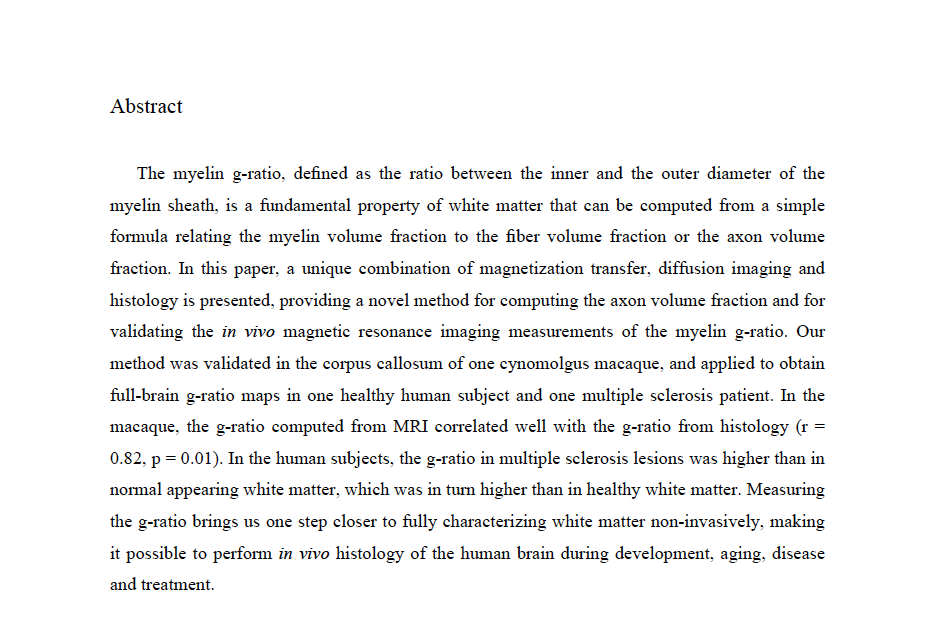 Abstract
The myelin g-ratio, defined as the ratio between the inner and the outer diameter of the
myelin sheath, is a fundamental property of white matter that can be computed from a simple
formula relating the myelin volume fraction to the fiber volume fraction or the axon volume
fraction. In this paper, a unique combination of magnetization transfer, diffusion imaging and
histology is presented, providing a novel method for computing the axon volume fraction and for
validating the in vivo magnetic resonance imaging measurements of the myelin g-ratio. Our
method was validated in the corpus callosum of one cynomolgus macaque, and applied to obtain
full-brain g-ratio maps in one healthy human subject and one multiple sclerosis patient. In the
macaque, the g-ratio computed from MRI correlated well with the g-ratio from histology (r =
0.82, p = 0.01). In the human subjects, the g-ratio in multiple sclerosis lesions was higher than in
normal appearing white matter, which was in turn higher than in healthy white matter. Measuring
the g-ratio brings us one step closer to fully characterizing white matter non-invasively, making
it possible to perform in vivo histology of the human brain during development, aging, disease
and treatment.